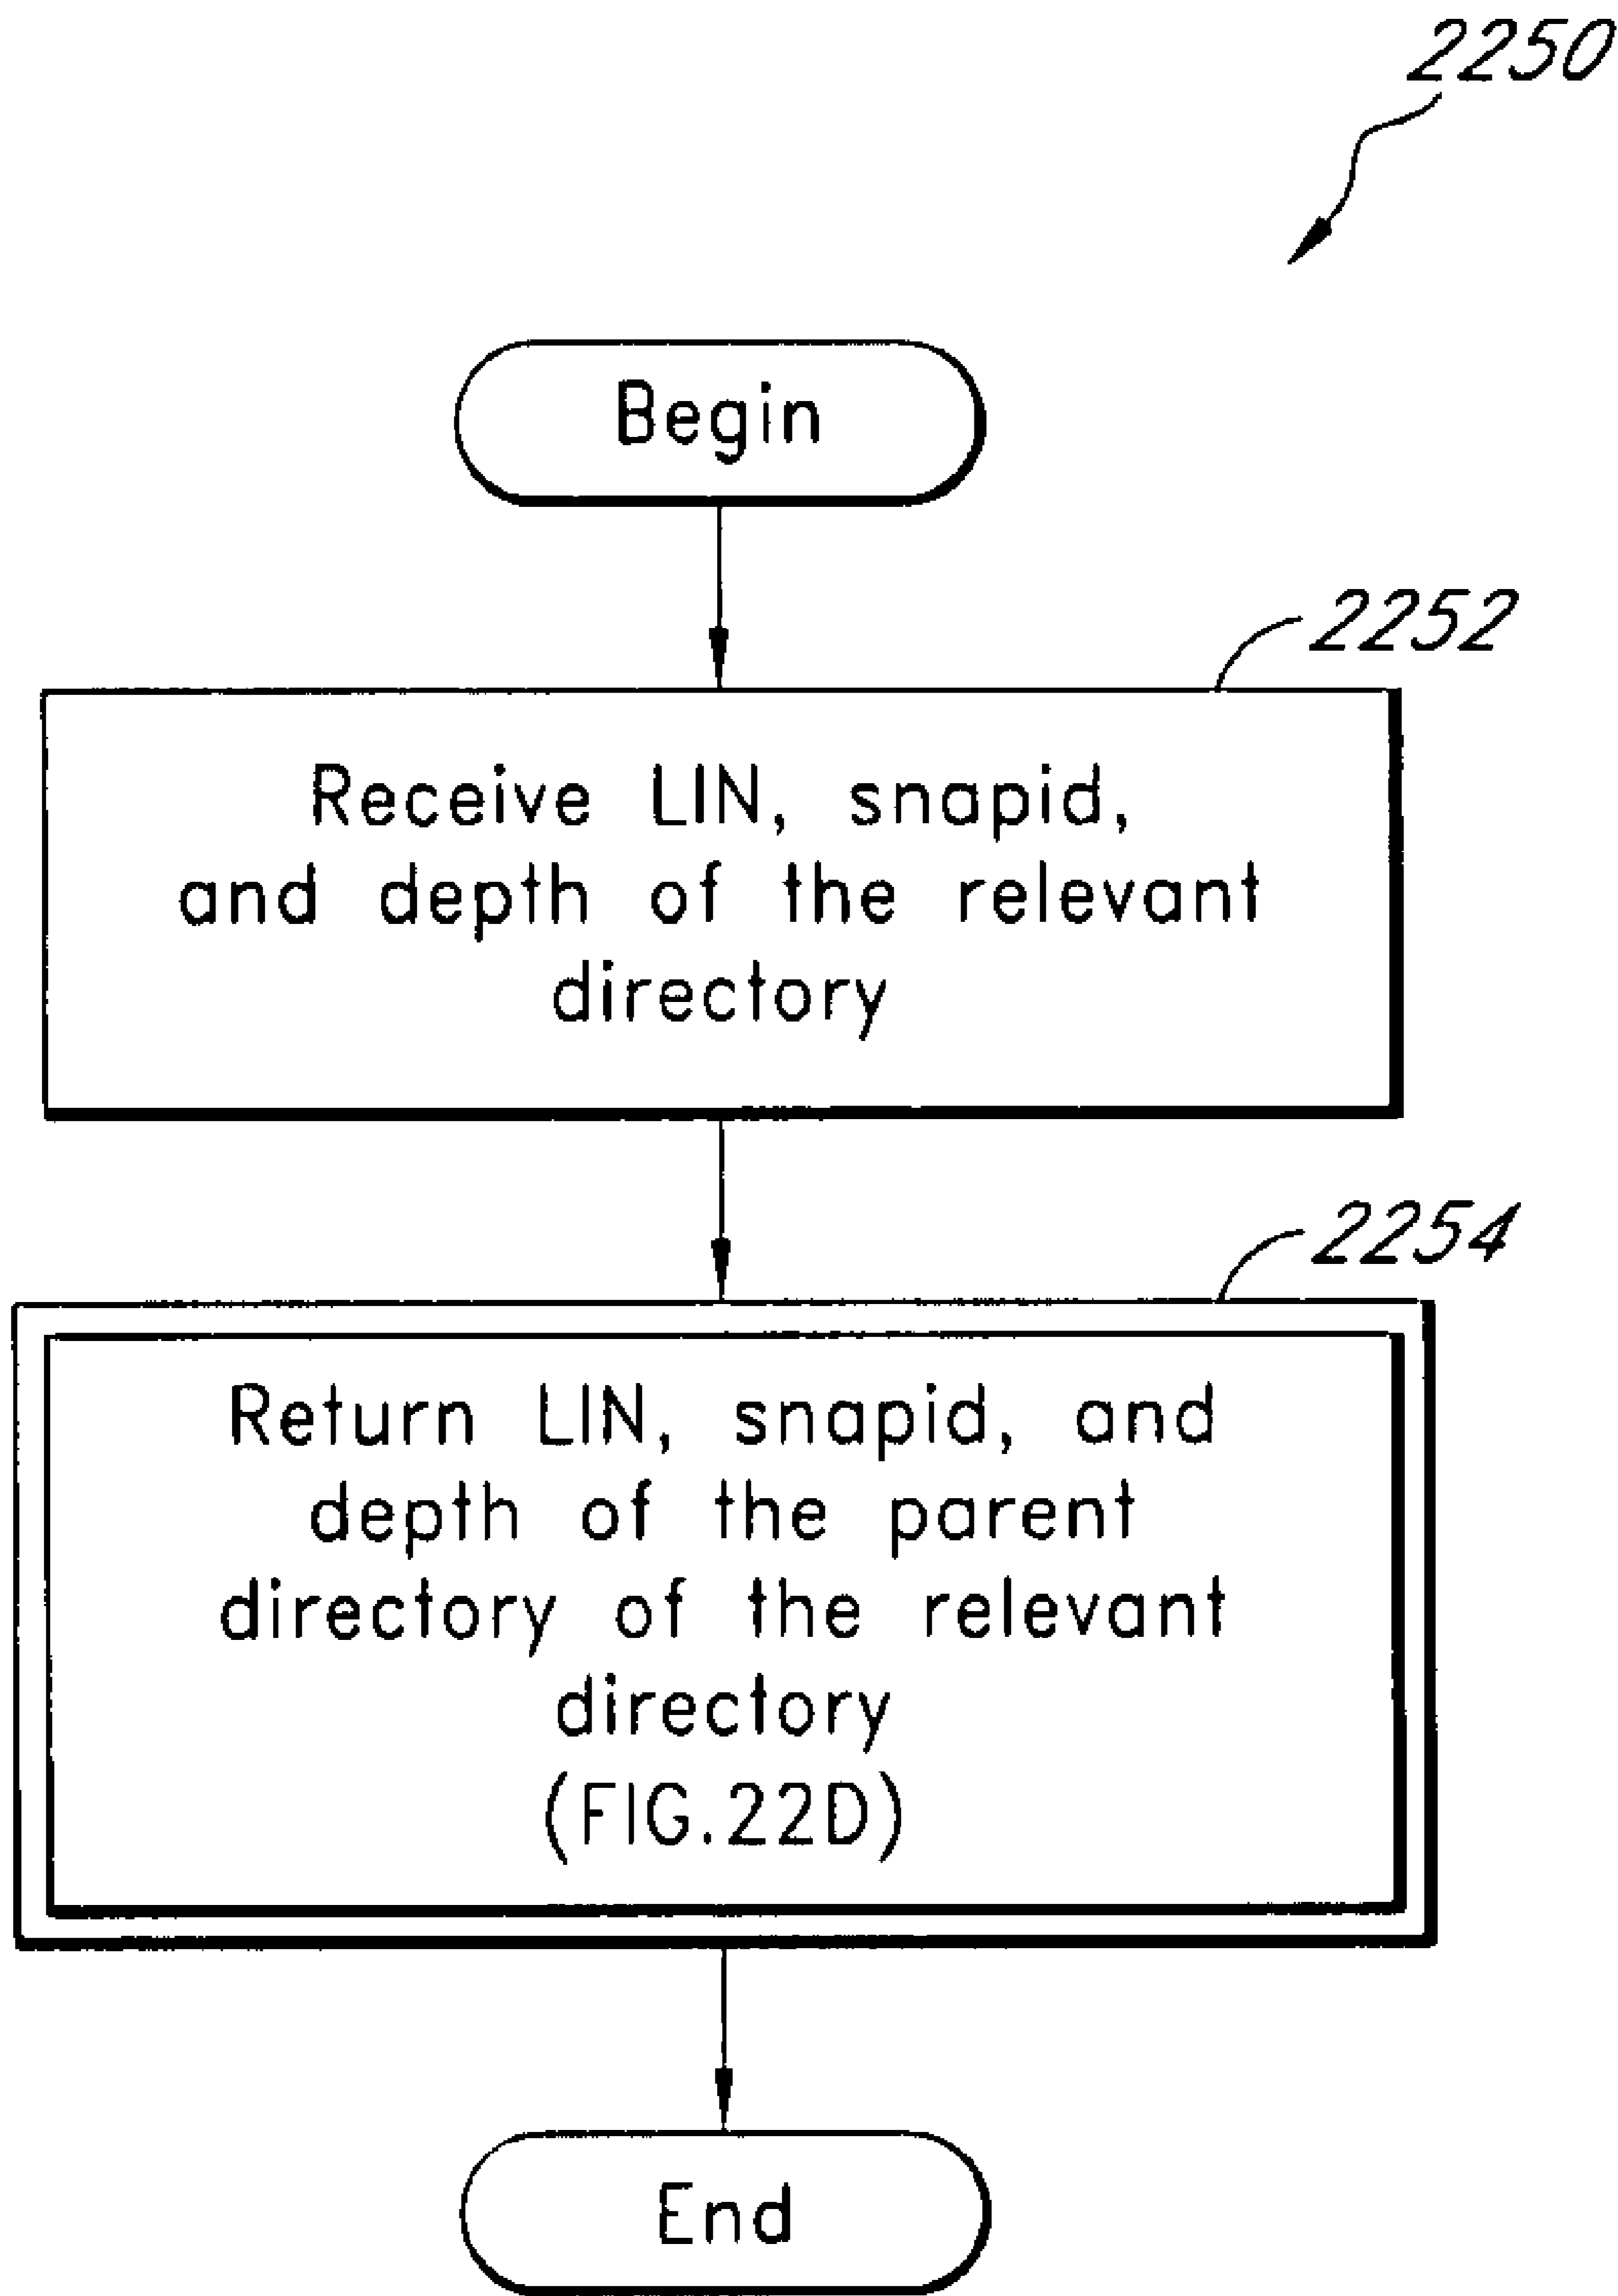 2250
Begin
2252
Receive LIN, snapid,
and depth of the relevant
directory
2254
Return LIN, snapid, and
depth of the parent
directory of the relevant
directory
(FIG.22D)
End